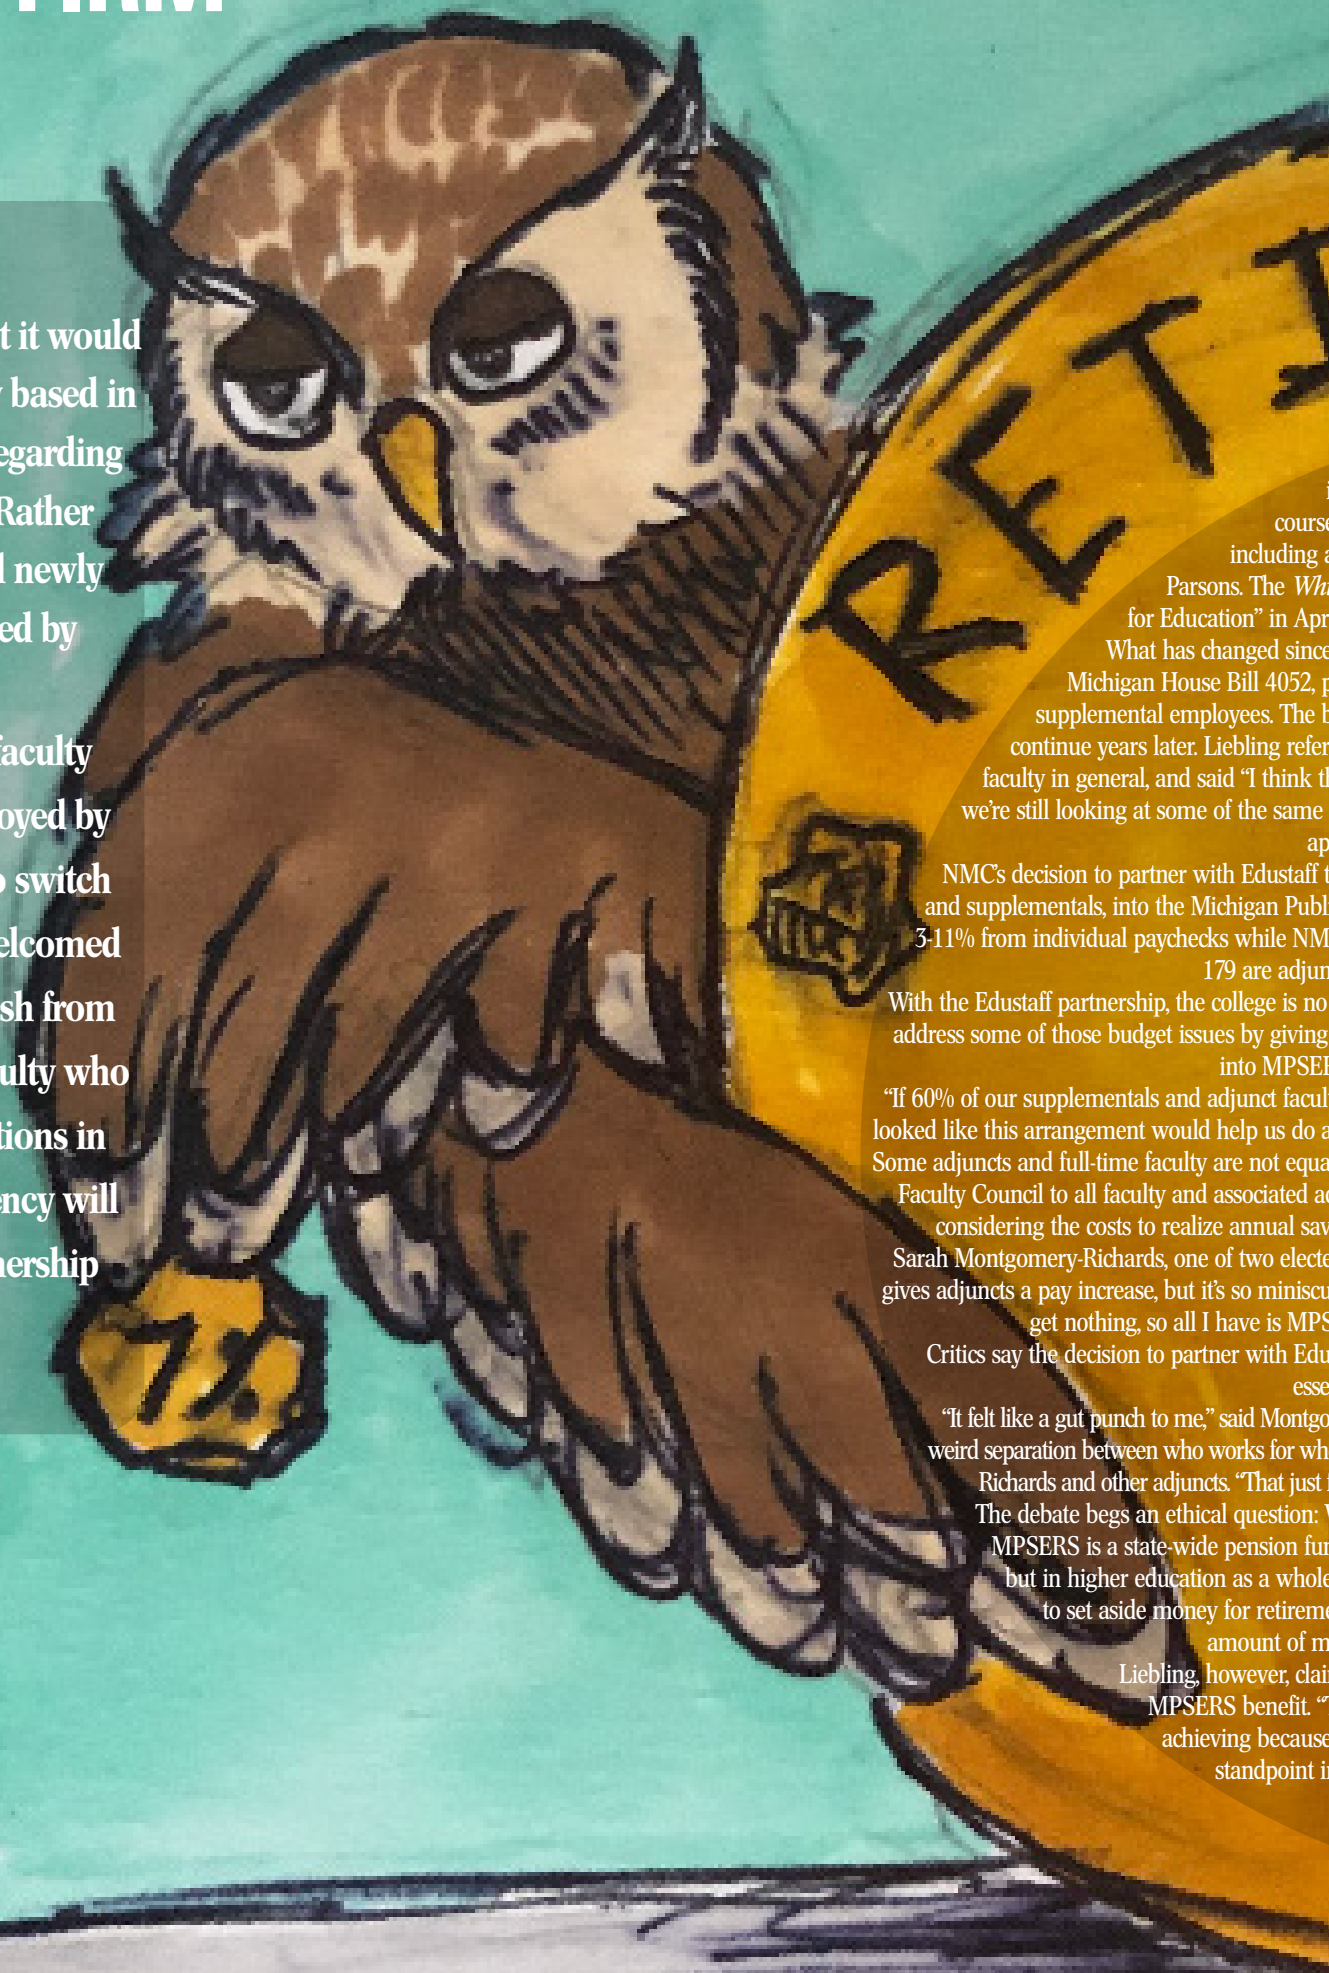 t it would
based in
egarding
Rather
newly
ed by
faculty
oyed by
switch
elcomed
sh from
ulty who
tions in
ency will
nership
7%
RETI
course
including a
Parsons. The Whi
for Education” in Apr
What has changed since
Michigan House Bill 4052, p
supplemental employees. The b
continue years later. Liebling refer
faculty in general, and said “I think th
we’re still looking at some of the same
ap
NMC’s decision to partner with Edustaff t
and supplementals, into the Michigan Publi
3-11% from individual paychecks while NM
179 are adjun
With the Edustaff partnership, the college is no
address some of those budget issues by giving
into MPSER
“If 60% of our supplementals and adjunct facul
looked like this arrangement would help us do a
Some adjuncts and full-time faculty are not equa
Faculty Council to all faculty and associated ad
considering the costs to realize annual sav
Sarah Montgomery-Richards, one of two electe
gives adjuncts a pay increase, but it’s so miniscu
get nothing, so all I have is MPS
Critics say the decision to partner with Edu
esse
“It felt like a gut punch to me,” said Montgo
weird separation between who works for wh
Richards and other adjuncts. “That just f
The debate begs an ethical question: W
MPSERS is a state-wide pension fun
but in higher education as a whole
to set aside money for retireme
amount of m
Liebling, however, clai
MPSERS benefit. “T
achieving because
standpoint i